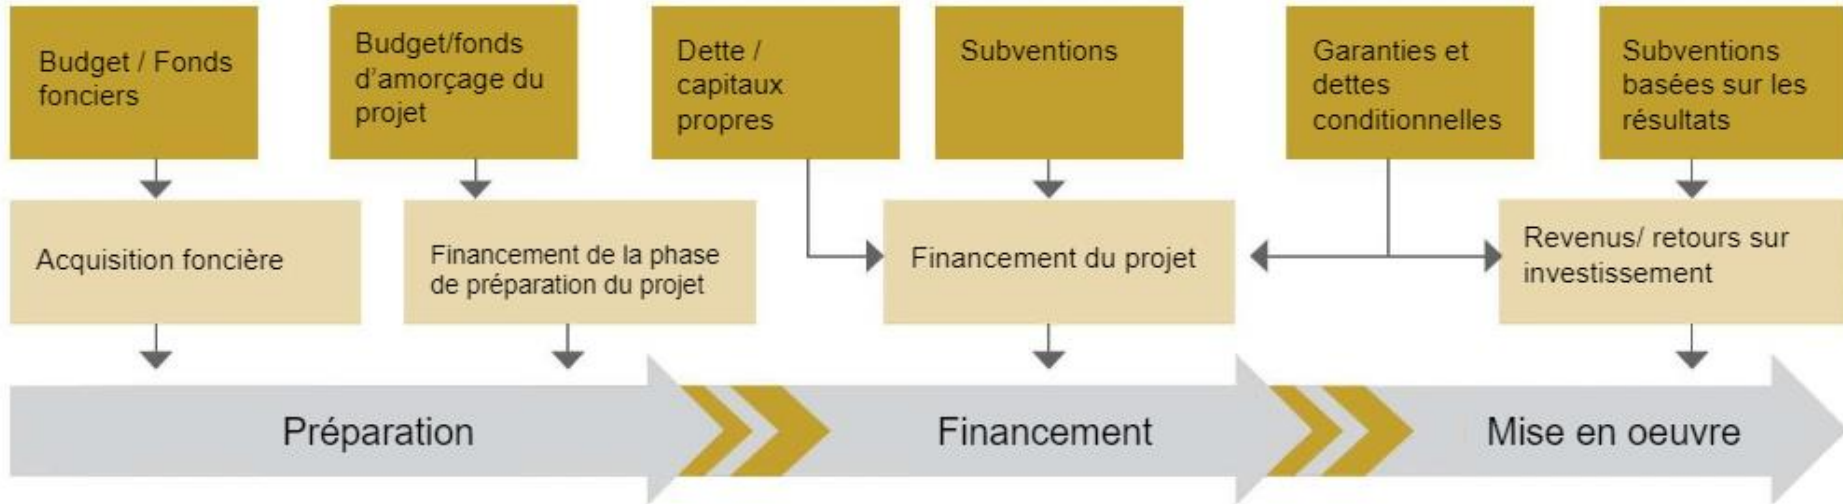 Budget / Fonds
fonciers
Budget/fonds
d'amorçage du
projet
Dette /
capitaux
propres
Subventions
Garanties et
dettes
conditionnelles
Subventions
basées sur les
résultats
Acquisition foncière
Financement de la phase
de préparation du projet
Financement du projet
Revenus/ retours sur
investissement
Préparation
Financement
Mise en oeuvre